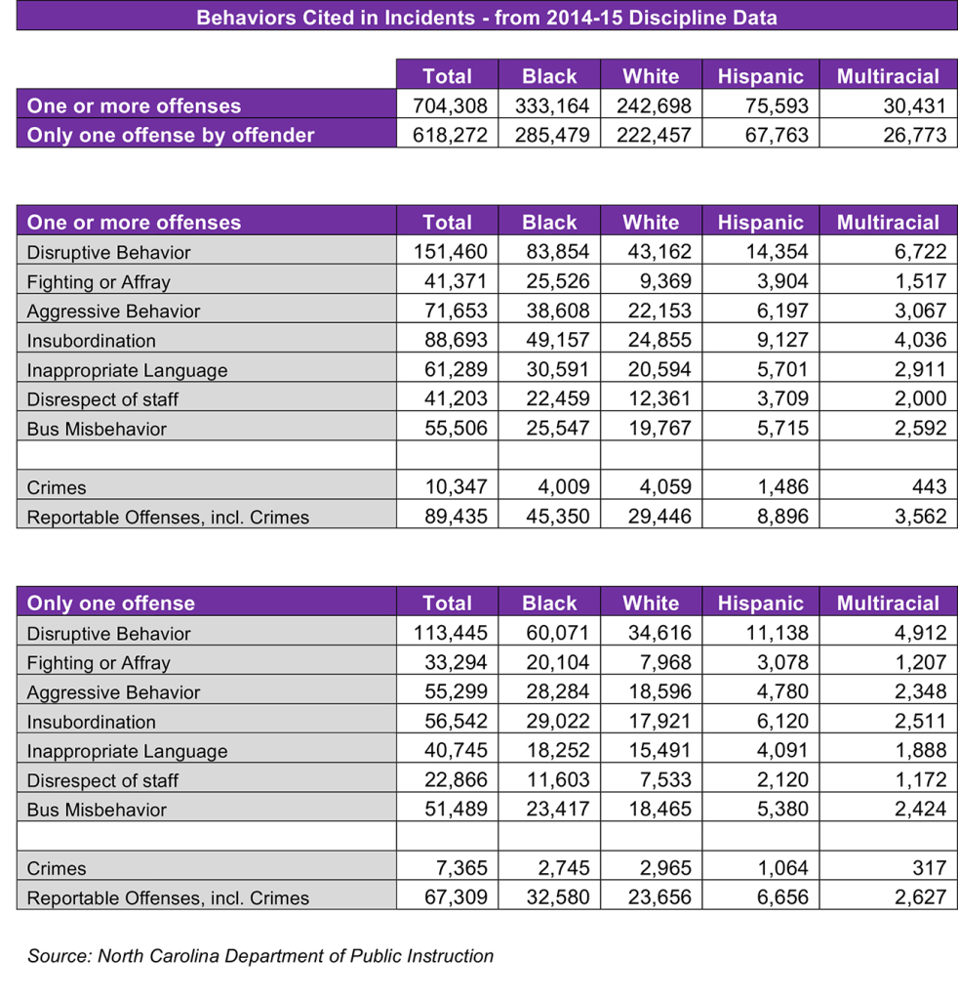 Behaviors Cited in Incidents - from 2014-15 Discipline Data
Total Black White Hispanic Multiracial
One or more offenses 704,308 333,164 242,698 75,593 30,431
Only one offense by offender 618,272 285,479 222,457 67,763 26,773
One or more offenses Total Black White Hispanic Multiracial
Disruptive Behavior 151,460 83,854 43,162 14,354 6,722
Fighting or Affray 41,371 25,526 9,369 3,904 1,517
Aggressive Behavior 71,653 38,608 22,153 6,197 3,067
Insubordination 88,693 49,157 24,855 9,127 4,036
Inappropriate Language 61,289 30,591 20,594 5,701 2,911
Disrespect of staff 41,203 22,459 12,361 3,709 2,000
Bus Misbehavior 55,506 25,547 19,767 5,715 2,592
Crimes 10,347 4,009 4,059 1,486 443
Reportable Offenses, incl. Crimes 89,435 45,350 29,446 8,896 3,562
Only one offense Total Black White Hispanic Multiracial
Disruptive Behavior 113,445 60,071 34,616 11,138 4,912
Fighting or Affray 33,294 20,104 7,968 3,078 1,207
Aggressive Behavior 55,299 28,284 18,596 4,780 2,348
Insubordination 56,542 29,022 17,921 6,120 2,511
Inappropriate Language 40,745 18,252 15,491 4,091 1,888
Disrespect of staff 22,866 11,603 7,533 2,120 1,172
Bus Misbehavior 51,489 23,417 18,465 5,380 2,424
Crimes 7,365 2,745 2,965 1,064 317
Reportable Offenses, incl. Crimes 67,309 32,580 23,656 6,656 2,627
Source: North Carolina Department of Public Instruction